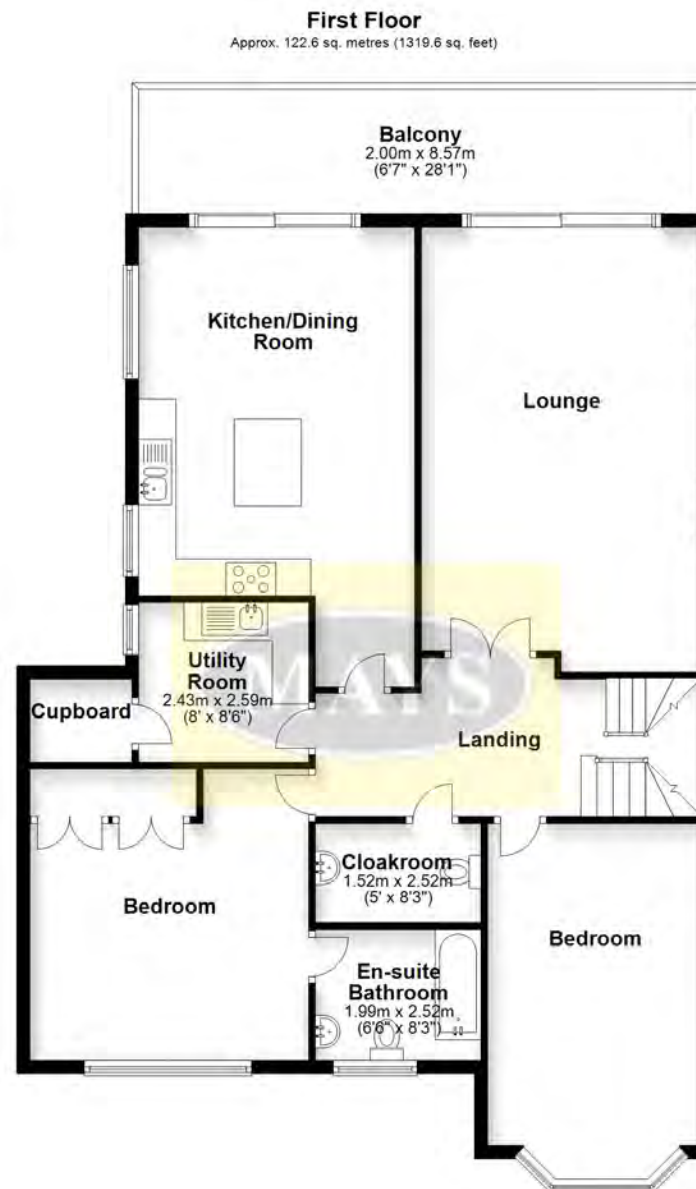 First Floor
Approx. 122.6 sq. metres (1319.6 sq. feet)
Balcony
2.00m x 8.57m
(6'7" x 28'1")
Kitchen/Dining
Room
Lounge
Utility
Room
2.43m x 2.59m
(8' x 8'6")
Cupboard
MAYS
Landing
Cloakroom
1.52m x 2.52m
(5' x 8'3")
Bedroom
Bedroom
En-suite
Bathroom
1.99m x 2.52m
(6'6" x 8'3")